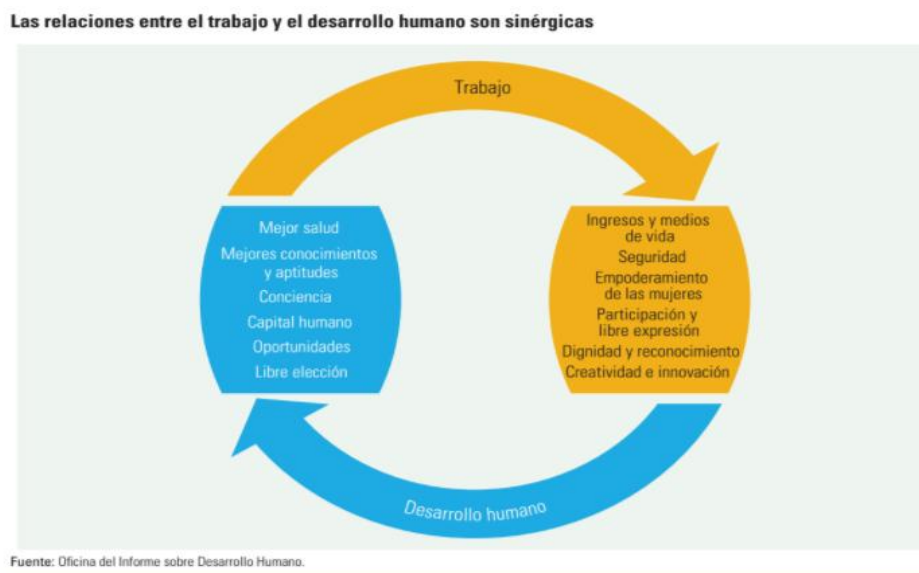 Las relaciones entre el trabajo y el desarrollo humano son sinérgicas
Trabajo
Mejor salud
Mejores conocimientos
y aptitudes
Conciencia
Capital humano
Oportunidades
Libre elección
Ingresos y medios
de vida
Seguridad
Empoderamiento
de las mujeres
Participación y
libre expresión
Dignidad y reconocimiento
Creatividad e innovación
Desarrollo humano
Fuente: Oficina del Informe sobre Desarrollo Humano.